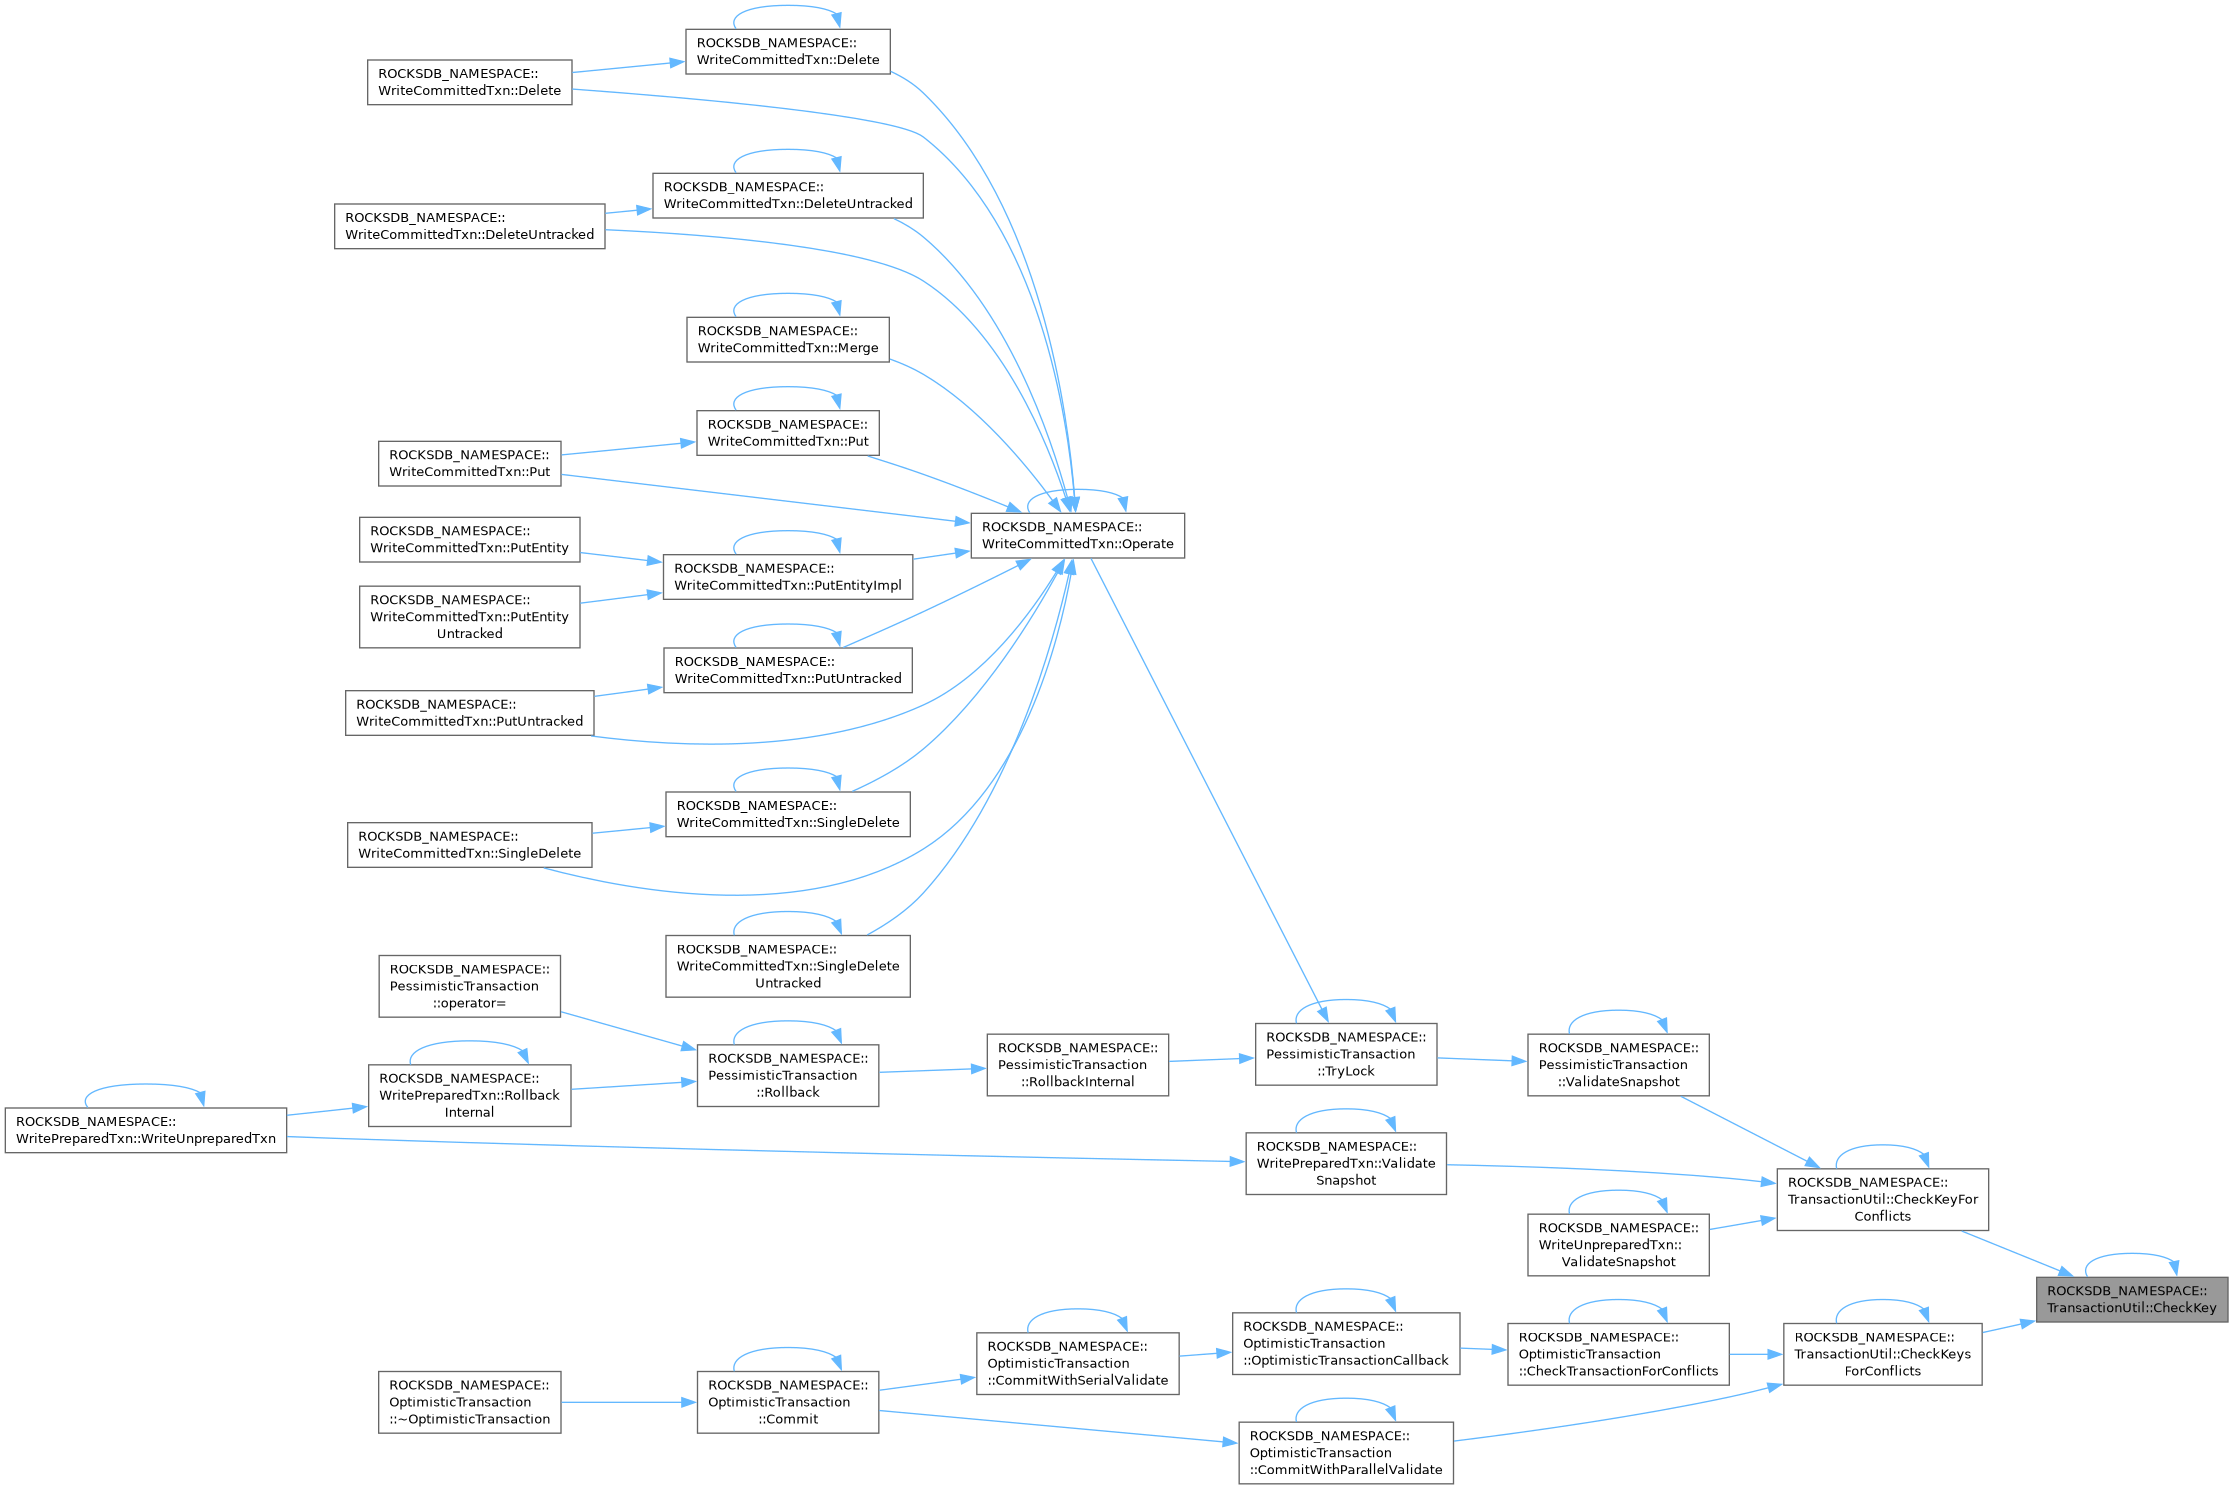 ROCKSDB_NAMESPACE::
WriteCommittedTxn::Delete
ROCKSDB_NAMESPACE::
WriteCommittedTxn::Delete
ROCKSDB_NAMESPACE::
WriteCommittedTxn::DeleteUntracked
ROCKSDB_NAMESPACE::
WriteCommittedTxn::DeleteUntracked
ROCKSDB_NAMESPACE::
WriteCommittedTxn::Merge
ROCKSDB_NAMESPACE::
WriteCommittedTxn::Put
ROCKSDB_NAMESPACE::
WriteCommittedTxn::Put
ROCKSDB_NAMESPACE::
WriteCommittedTxn::PutEntity
ROCKSDB_NAMESPACE::
WriteCommittedTxn::Operate
ROCKSDB_NAMESPACE::
WriteCommittedTxn::PutEntityImpl
ROCKSDB_NAMESPACE::
WriteCommittedTxn::PutEntity
Untracked
ROCKSDB_NAMESPACE::
WriteCommittedTxn::PutUntracked
ROCKSDB_NAMESPACE::
WriteCommittedTxn::PutUntracked
ROCKSDB_NAMESPACE::
WriteCommittedTxn::SingleDelete
ROCKSDB_NAMESPACE::
WriteCommittedTxn::SingleDelete
ROCKSDB_NAMESPACE::
WriteCommittedTxn::SingleDelete
Untracked
ROCKSDB_NAMESPACE::
PessimisticTransaction
::operator=
ROCKSDB_NAMESPACE::
PessimisticTransaction
::TryLock
ROCKSDB_NAMESPACE::
PessimisticTransaction
::RollbackInternal
ROCKSDB_NAMESPACE::
PessimisticTransaction
::ValidateSnapshot
ROCKSDB_NAMESPACE::
PessimisticTransaction
::Rollback
ROCKSDB_NAMESPACE::
WritePreparedTxn::Rollback
Internal
ROCKSDB_NAMESPACE::
WritePreparedTxn::WriteUnpreparedTxn
ROCKSDB_NAMESPACE::
WritePreparedTxn::Validate
Snapshot
ROCKSDB_NAMESPACE::
TransactionUtil::CheckKeyFor
Conflicts
ROCKSDB_NAMESPACE::
WriteUnpreparedTxn::
ValidateSnapshot
ROCKSDB_NAMESPACE::
TransactionUtil::CheckKey
ROCKSDB_NAMESPACE::
OptimisticTransaction
::OptimisticTransactionCallback
ROCKSDB_NAMESPACE::
OptimisticTransaction
::CheckTransactionForConflicts
ROCKSDB_NAMESPACE::
TransactionUtil::CheckKeys
ForConflicts
ROCKSDB_NAMESPACE::
OptimisticTransaction
::CommitWithSerialValidate
ROCKSDB_NAMESPACE::
OptimisticTransaction
::~OptimisticTransaction
ROCKSDB_NAMESPACE::
OptimisticTransaction
::Commit
ROCKSDB_NAMESPACE::
OptimisticTransaction
::CommitWithParallelValidate